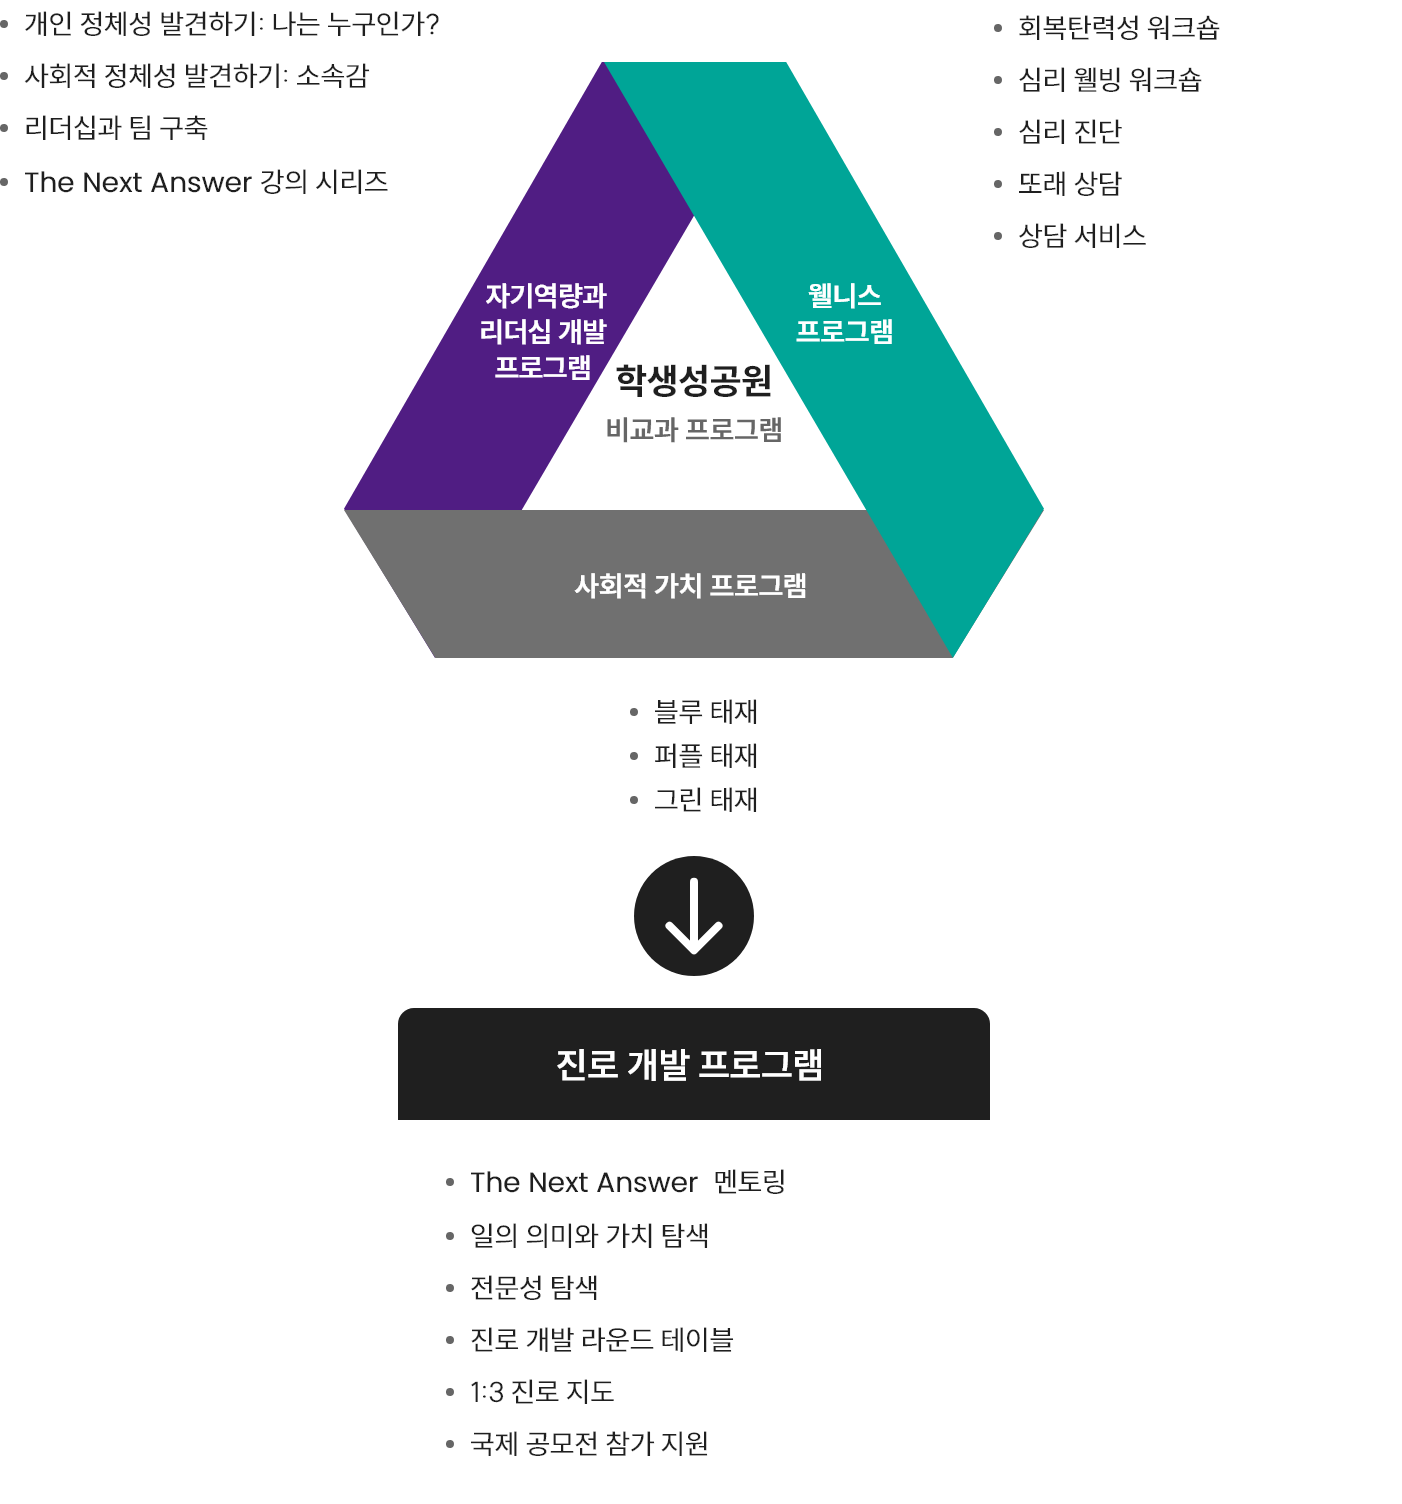 개인 정체성 발견하기: 나는 누구인가?
사회적 정체성 발견하기: 소속감
리더십과 팀 구축
The Next Answer 강의 시리즈
회복탄력성 워크숍
심리 웰빙 워크숍
심리 진단
또래 상담
상담 서비스
자기역량과
리더십 개발
프로그램
웰니스
프로그램
학생성공원
비교과 프로그램
사회적 가치 프로그램
블루 태재
퍼플 태재
그린 태재
진로 개발 프로그램
The Next Answer 멘토링
일의 의미와 가치 탐색
전문성 탐색
진로 개발 라운드 테이블
1:3 진로 지도
국제 공모전 참가 지원